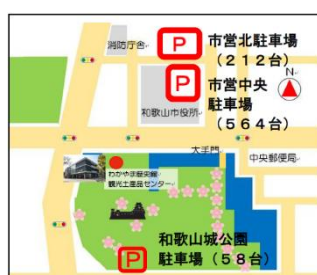 消防庁舎
P
市営北駐車場
(212台)
P
市営中央
駐車場
(564台)
N
和歌山市役所
大手門
中央郵便局
わかやま歴史館
観光土産品センター
和歌山城公園
駐車場(58台)
P